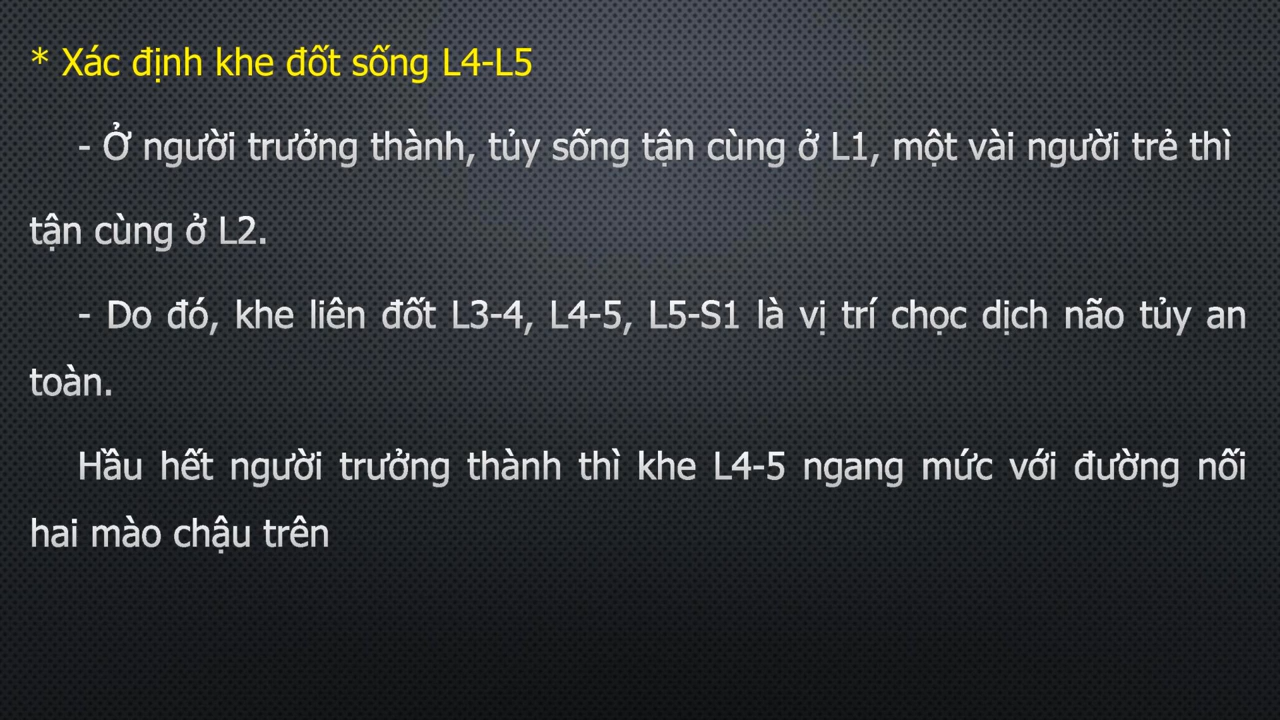 * Xác định khe đốt sống L4-L5
- Ở người trưởng thành, tủy sống tận cùng ở L1, một vài người trẻ thì
tận cùng ở L2.
- Do đó, khe liên đốt L3-4, L4-5, L5-S1 là vị trí chọc dịch não tủy an
toàn.
Hầu hết người trưởng thành thì khe L4-5 ngang mức với đường nối
hai mào chậu trên